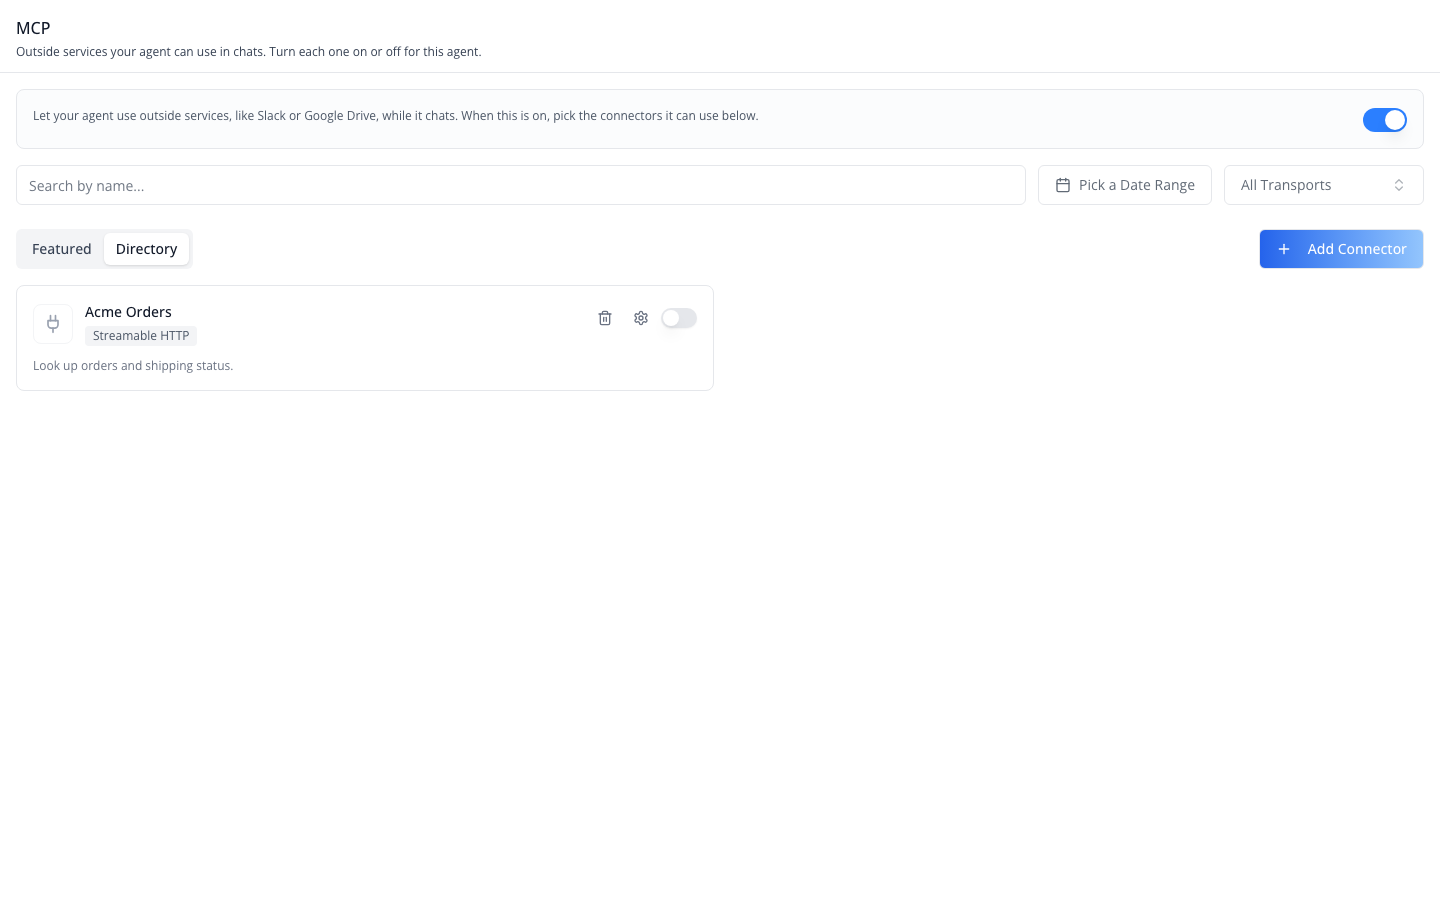 MCP
Outside services your agent can use in chats. Turn each one on or off for this agent.
Let your agent use outside services, like Slack or Google Drive, while it chats. When this is on, pick the connectors it can use below.
Search by name...
Pick a Date Range
All Transports
Featured
Directory
Add Connector
Acme Orders
Streamable HTTP
Look up orders and shipping status.